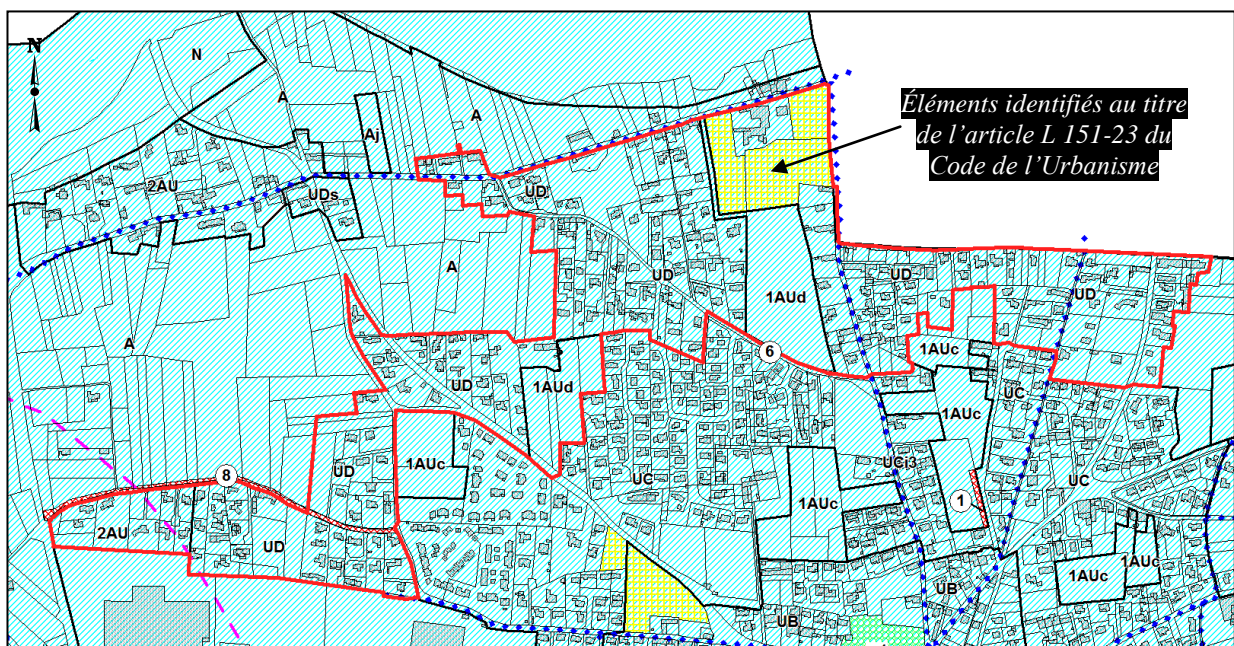 N
N
A
A
Aj
Éléments identifiés au titre
de l’article L 151-23 du
Code de l’Urbanisme
2AU
UDs
UD
A
UD
UD
UD
1AUd
A
6
1AUc
UD
1AUd
UC
1AUc
UD
1AUc
UCi3
UC
8
UC
1AUc
1
2AU
UD
1AUc
1AUc
UB
UB